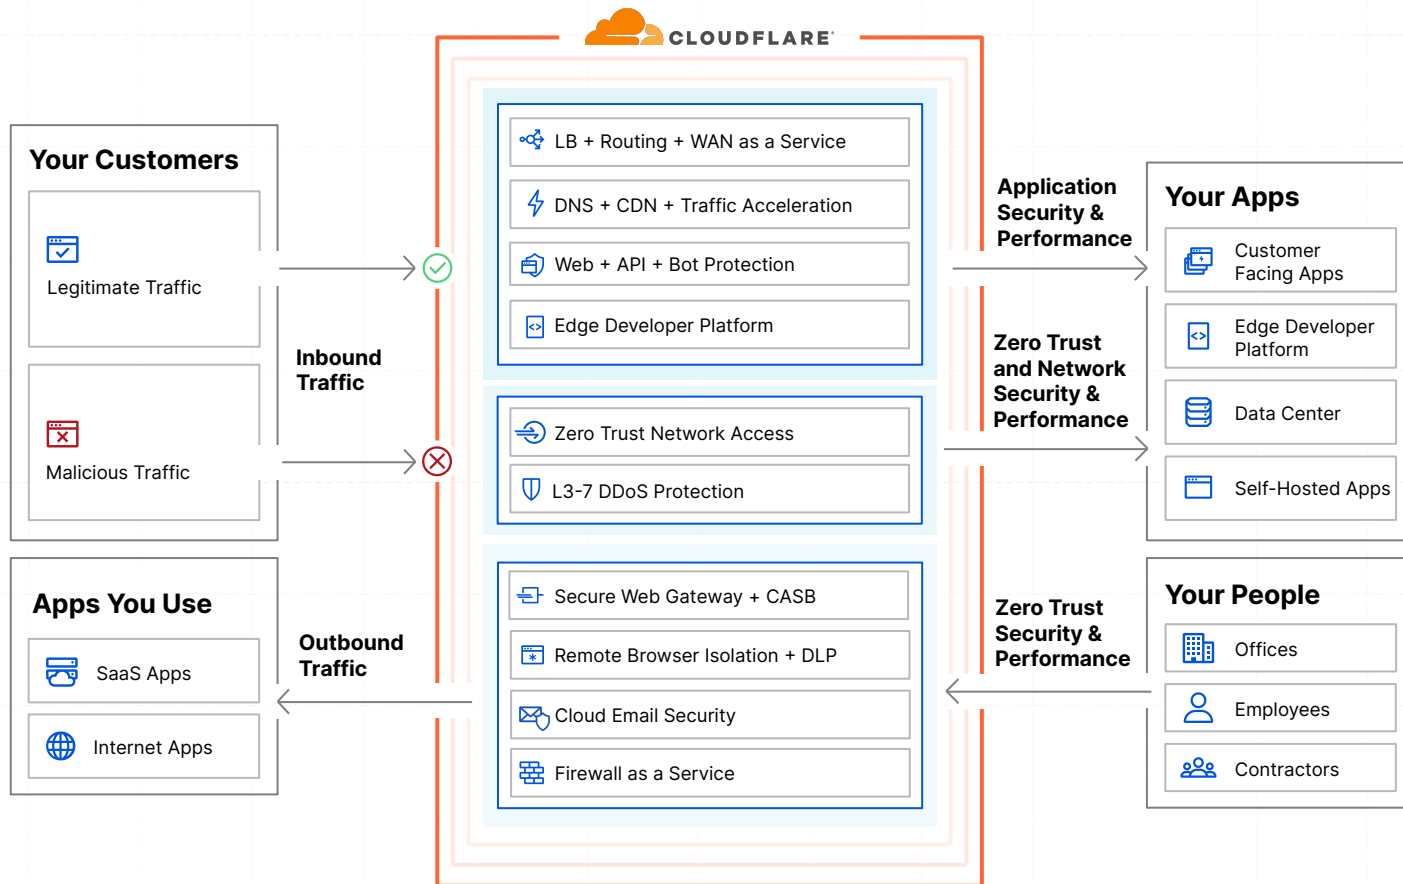 CLOUDFLARE
Your Customers
Legitimate Traffic
Malicious Traffic
Inbound
Traffic
Apps You Use
SaaS Apps
Internet Apps
Outbound
Traffic
LB + Routing + WAN as a Service
DNS + CDN + Traffic Acceleration
Web + API + Bot Protection
Edge Developer Platform
Zero Trust Network Access
L3-7 DDoS Protection
Secure Web Gateway + CASB
Remote Browser Isolation + DLP
Cloud Email Security
Firewall as a Service
Application
Security &
Performance
Zero Trust
and Network
Security &
Performance
Zero Trust
Security &
Performance
Your Apps
Customer
Facing Apps
Edge Developer
Platform
Data Center
Self-Hosted Apps
Your People
Offices
Employees
Contractors